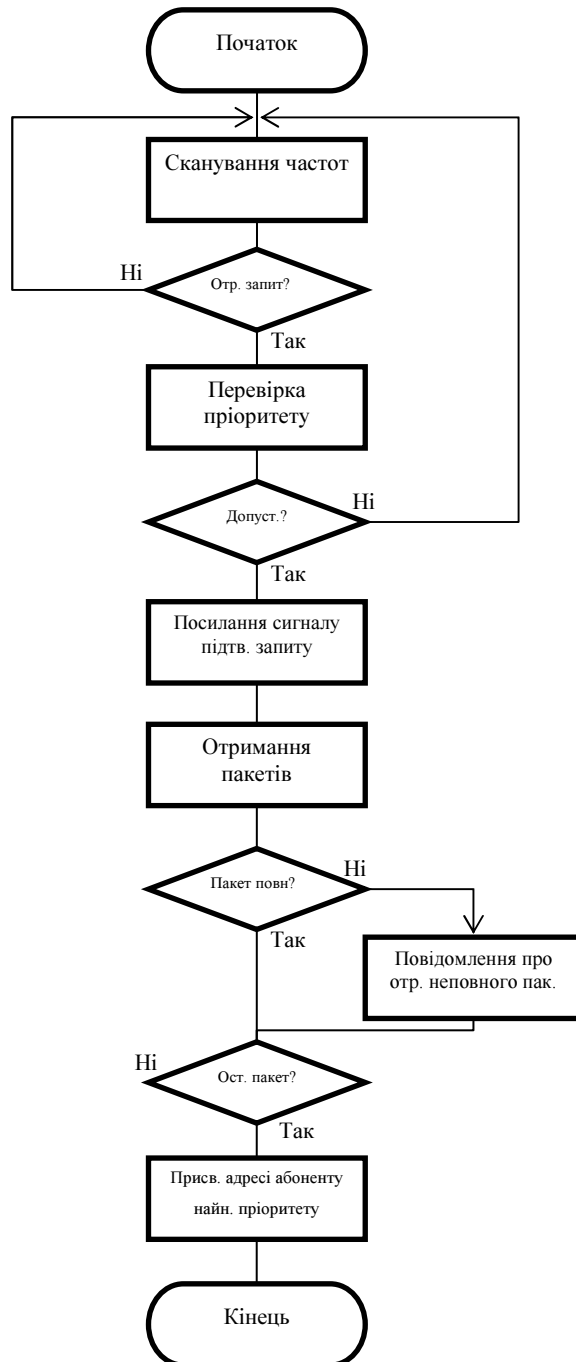 Початок
Сканування частот
Ні
Отр. запит?
Так
Перевірка
пріоритету
Ні
Допуст.?
Так
Посилання сигналу
підтв. запиту
Отримання
пакетів
Ні
Пакет повн?
Так
Повідомлення про
отр. неповного пак.
Ні
Ост. пакет?
Так
Присв. адресі абоненту
найн. пріоритету
Кінець